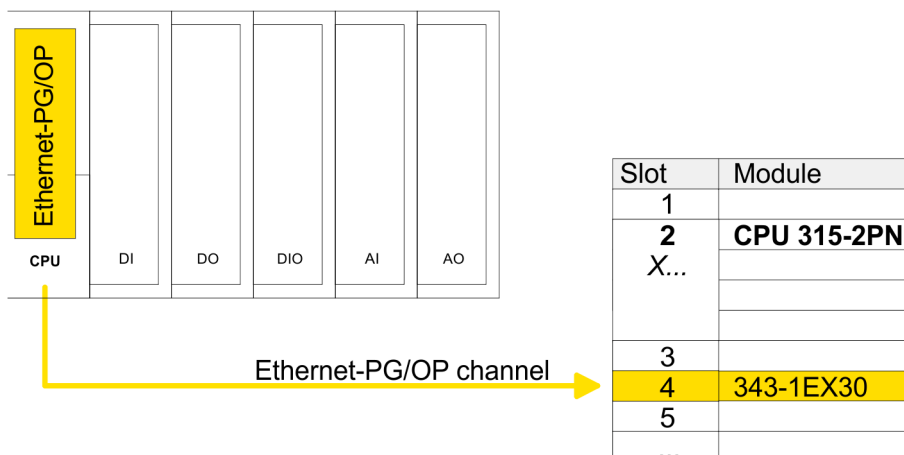 Ethernet-PG/OP
CPU
DI
DO
DIO
AI
AO
Ethernet-PG/OP channel
Slot Module
1
2 CPU 315-2PN
X...
3
4 343-1EX30
5
...